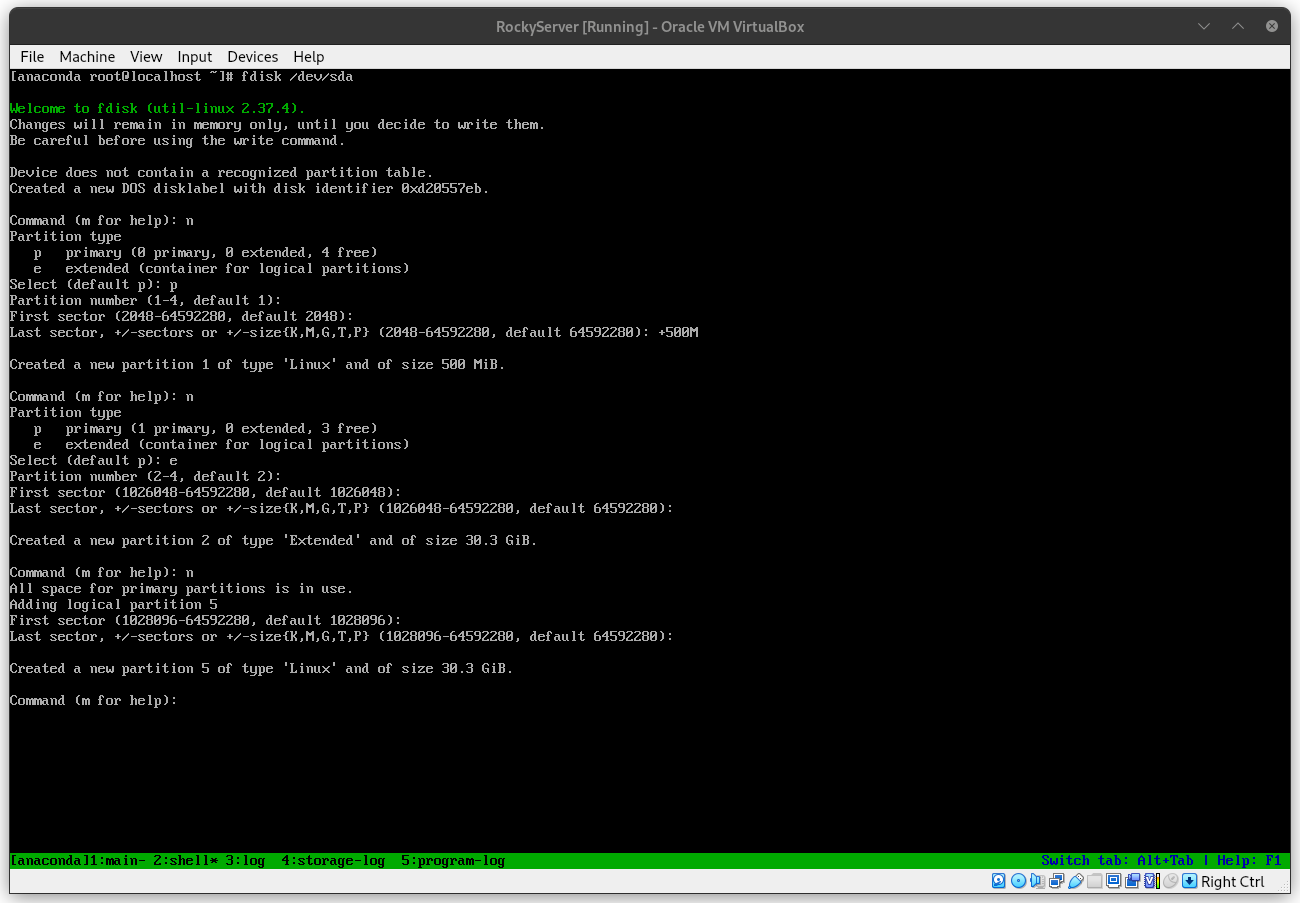 RockyServer [Running] - Oracle VM VirtualBox
File Machine View Input Devices Help
[anaconda root@localhost ~]# fdisk /dev/sda
Welcome to fdisk (util-linux 2.37.4).
Changes will remain in memory only, until you decide to write them.
Be careful before using the write command.
Device does not contain a recognized partition table.
Created a new DOS disklabel with disk identifier 0xd20557eb.
Command (m for help): n
Partition type
p primary (0 primary, 0 extended, 4 free)
e extended (container for logical partitions)
Select (default p): p
Partition number (1-4, default 1):
First sector (2048-64592280, default 2048):
Last sector, +/-sectors or +/-size{K,M,G,T,P} (2048-64592280, default 64592280): +500M
Created a new partition 1 of type 'Linux' and of size 500 MiB.
Command (m for help): n
Partition type
p primary (1 primary, 0 extended, 3 free)
e extended (container for logical partitions)
Select (default p): e
Partition number (2-4, default 2):
First sector (1026048-64592280, default 1026048):
Last sector, +/-sectors or +/-size{K,M,G,T,P} (1026048-64592280, default 64592280):
Created a new partition 2 of type 'Extended' and of size 30.3 GiB.
Command (m for help): n
All space for primary partitions is in use.
Adding logical partition 5
First sector (1028096-64592280, default 1028096):
Last sector, +/-sectors or +/-size{K,M,G,T,P} (1028096-64592280, default 64592280):
Created a new partition 5 of type 'Linux' and of size 30.3 GiB.
Command (m for help):
[anaconda]1:main- 2:shell* 3:log 4:storage-log 5:program-log Switch tab: Alt+Tab | Help: F1
Right Ctrl